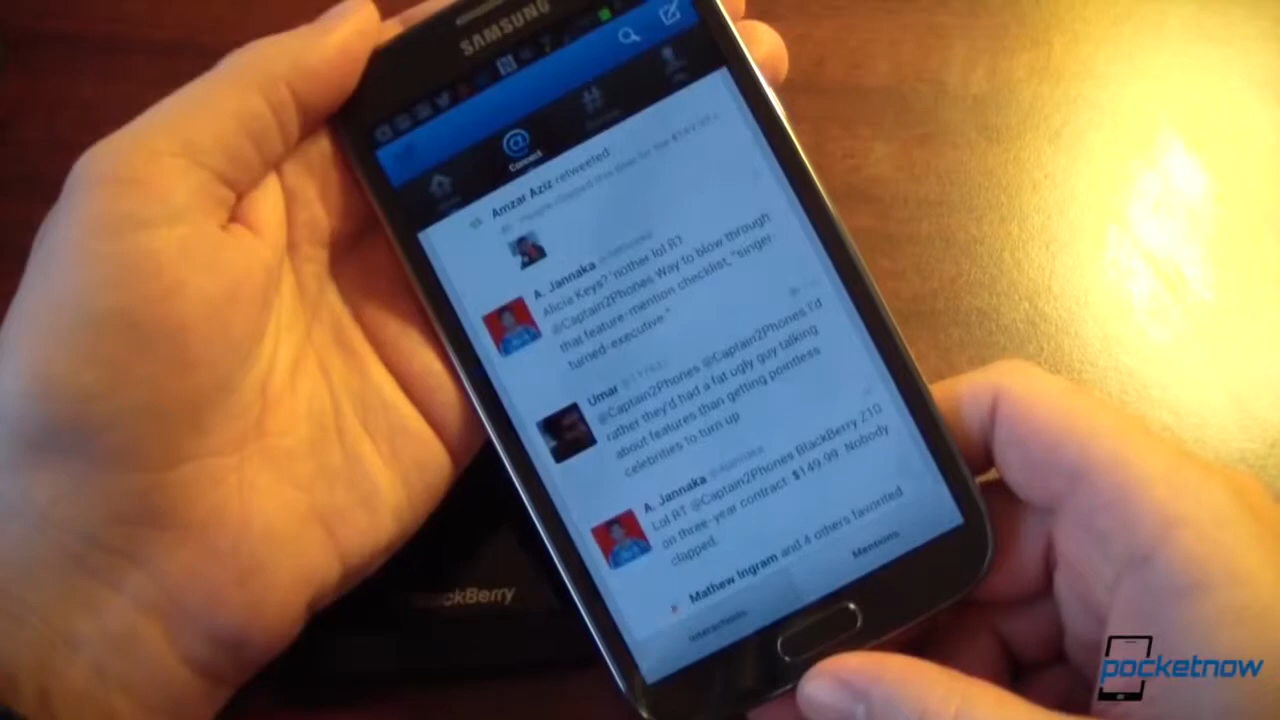 SAMSUNG
@
Connect
#
Amzar Aziz retweeted
A. Jannaka
Alicia Keys? 'nother lol RT
@Captain2Phones Way to blow through
that feature-mention checklist, "singer-
turned-executive."
Umar
@Captain2Phones @Captain2Phones I'd
rather they'd had a fat ugly guy talking
about features than getting pointless
celebrities to turn up
A. Jannaka @Ajannaka
Lol RT @Captain2Phones BlackBerry Z10
on three-year contract: $149.99. Nobody
clapped.
Mathew Ingram and 4 others favorited
Interactions
Mentions
ckBerry
pocketnow